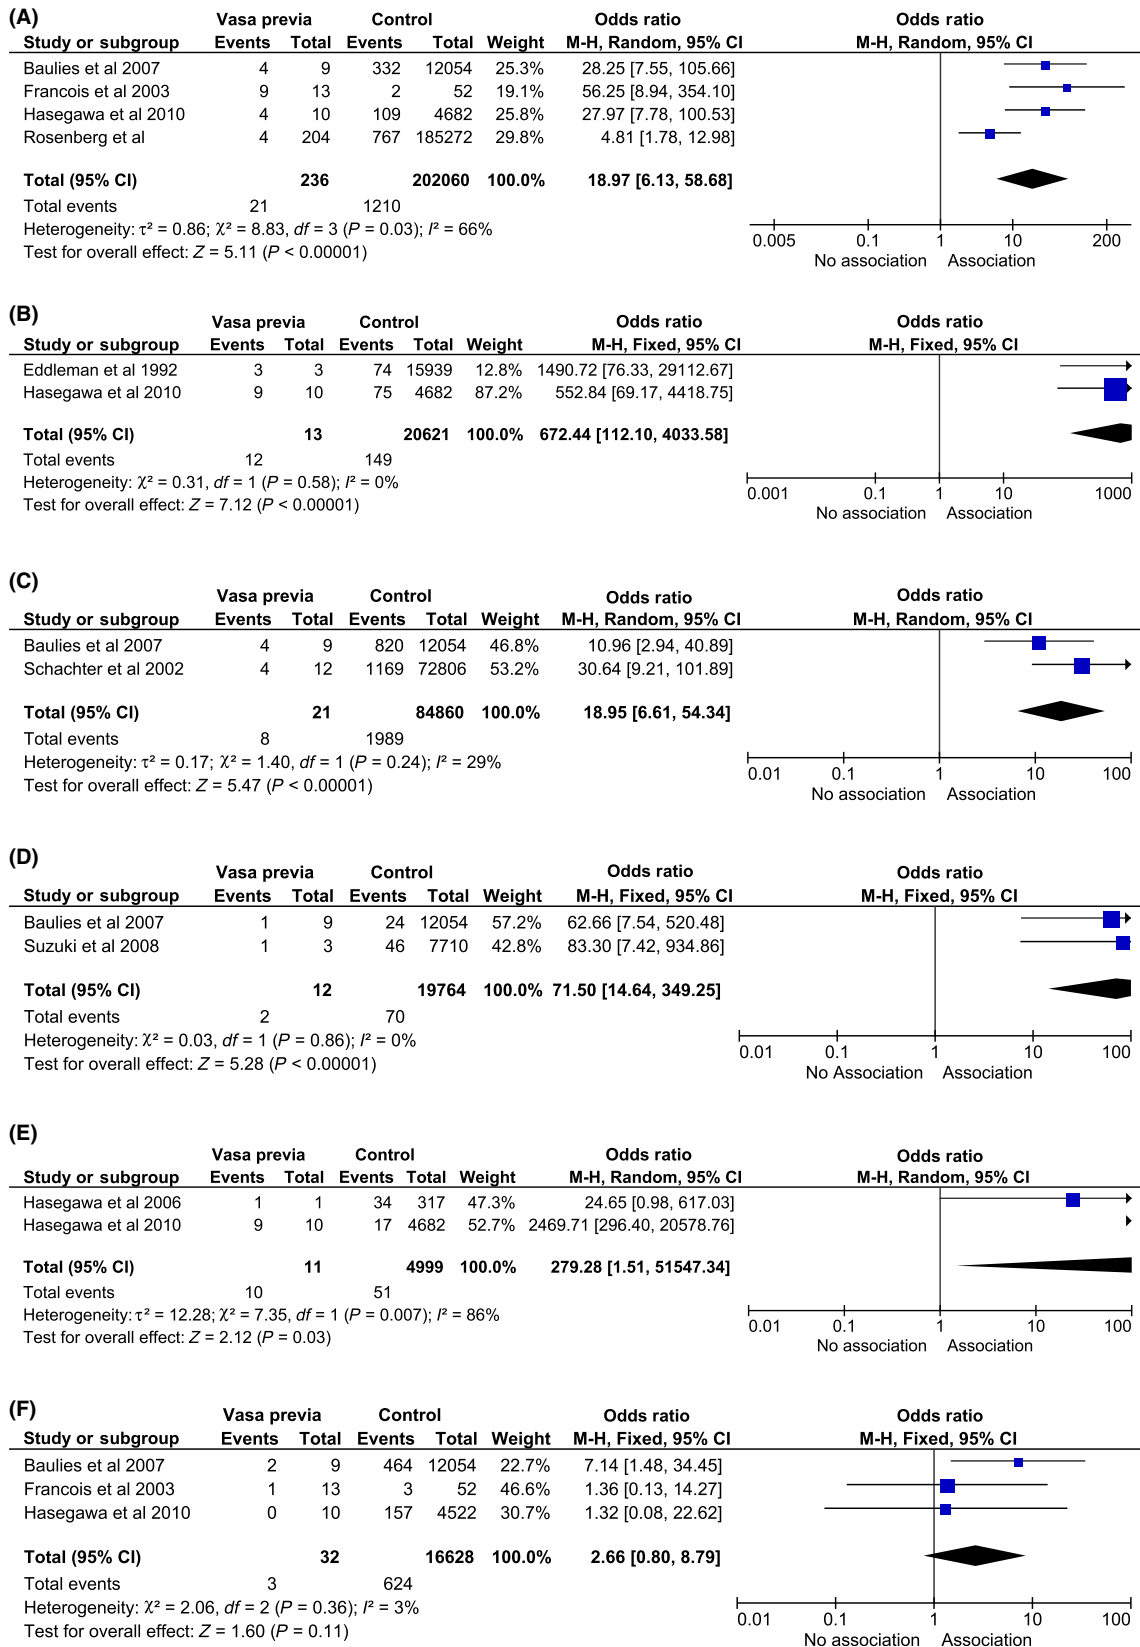 (A)
Vasa previa Control Odds ratio Odds ratio
Study or subgroup Events Total Events Total Weight M-H, Random, 95% CI M-H, Random, 95% CI
Baulies et al 2007 4 9 332 12054 25.3% 28.25 [7.55, 105.66]
Francois et al 2003 9 13 2 52 19.1% 56.25 [8.94, 354.10]
Hasegawa et al 2010 4 10 109 4682 25.8% 27.97 [7.78, 100.53]
Rosenberg et al 4 204 767 185272 29.8% 4.81 [1.78, 12.98]
Total (95% CI) 236 202060 100.0% 18.97 [6.13, 58.68]
Total events 21 1210
Heterogeneity: τ² = 0.86; χ² = 8.83, df = 3 (P = 0.03); I² = 66%
Test for overall effect: Z = 5.11 (P < 0.00001)
0.005 0.1 1 10 200
No association Association
(B)
Vasa previa Control Odds ratio Odds ratio
Study or subgroup Events Total Events Total Weight M-H, Fixed, 95% CI M-H, Fixed, 95% CI
Eddleman et al 1992 3 3 74 15939 12.8% 1490.72 [76.33, 29112.67]
Hasegawa et al 2010 9 10 75 4682 87.2% 552.84 [69.17, 4418.75]
Total (95% CI) 13 20621 100.0% 672.44 [112.10, 4033.58]
Total events 12 149
Heterogeneity: χ² = 0.31, df = 1 (P = 0.58); I² = 0%
Test for overall effect: Z = 7.12 (P < 0.00001)
0.001 0.1 1 10 1000
No association Association
(C)
Vasa previa Control Odds ratio Odds ratio
Study or subgroup Events Total Events Total Weight M-H, Random, 95% CI M-H, Random, 95% CI
Baulies et al 2007 4 9 820 12054 46.8% 10.96 [2.94, 40.89]
Schachter et al 2002 4 12 1169 72806 53.2% 30.64 [9.21, 101.89]
Total (95% CI) 21 84860 100.0% 18.95 [6.61, 54.34]
Total events 8 1989
Heterogeneity: τ² = 0.17; χ² = 1.40, df = 1 (P = 0.24); I² = 29%
Test for overall effect: Z = 5.47 (P < 0.00001)
0.01 0.1 1 10 100
No association Association
(D)
Vasa previa Control Odds ratio Odds ratio
Study or subgroup Events Total Events Total Weight M-H, Fixed, 95% CI M-H, Fixed, 95% CI
Baulies et al 2007 1 9 24 12054 57.2% 62.66 [7.54, 520.48]
Suzuki et al 2008 1 3 46 7710 42.8% 83.30 [7.42, 934.86]
Total (95% CI) 12 19764 100.0% 71.50 [14.64, 349.25]
Total events 2 70
Heterogeneity: χ² = 0.03, df = 1 (P = 0.86); I² = 0%
Test for overall effect: Z = 5.28 (P < 0.00001)
0.01 0.1 1 10 100
No Association Association
(E)
Vasa previa Control Odds ratio Odds ratio
Study or subgroup Events Total Events Total Weight M-H, Random, 95% CI M-H, Random, 95% CI
Hasegawa et al 2006 1 1 34 317 47.3% 24.65 [0.98, 617.03]
Hasegawa et al 2010 9 10 17 4682 52.7% 2469.71 [296.40, 20578.76]
Total (95% CI) 11 4999 100.0% 279.28 [1.51, 51547.34]
Total events 10 51
Heterogeneity: τ² = 12.28; χ² = 7.35, df = 1 (P = 0.007); I² = 86%
Test for overall effect: Z = 2.12 (P = 0.03)
0.01 0.1 1 10 100
No association Association
(F)
Vasa previa Control Odds ratio Odds ratio
Study or subgroup Events Total Events Total Weight M-H, Fixed, 95% CI M-H, Fixed, 95% CI
Baulies et al 2007 2 9 464 12054 22.7% 7.14 [1.48, 34.45]
Francois et al 2003 1 13 3 52 46.6% 1.36 [0.13, 14.27]
Hasegawa et al 2010 0 10 157 4522 30.7% 1.32 [0.08, 22.62]
Total (95% CI) 32 16628 100.0% 2.66 [0.80, 8.79]
Total events 3 624
Heterogeneity: χ² = 2.06, df = 2 (P = 0.36); I² = 3%
Test for overall effect: Z = 1.60 (P = 0.11)
0.01 0.1 1 10 100
No association Association